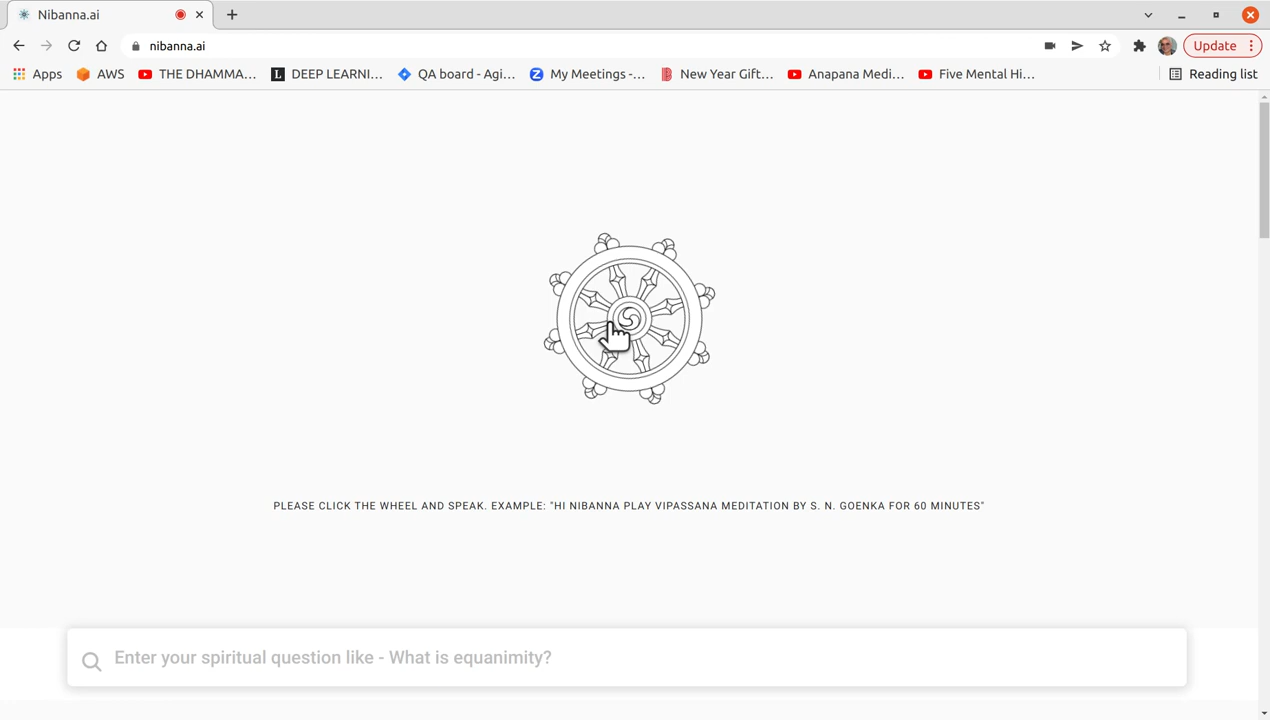 Nibanna.ai
nibanna.ai
Update
Apps
AWS
THE DHAMMA...
DEEP LEARNI...
QA board - Agi...
My Meetings -...
New Year Gift...
Anapana Medi...
Five Mental Hi...
Reading list
PLEASE CLICK THE WHEEL AND SPEAK. EXAMPLE: "HI NIBANNA PLAY VIPASSANA MEDITATION BY S. N. GOENKA FOR 60 MINUTES"
Enter your spiritual question like - What is equanimity?